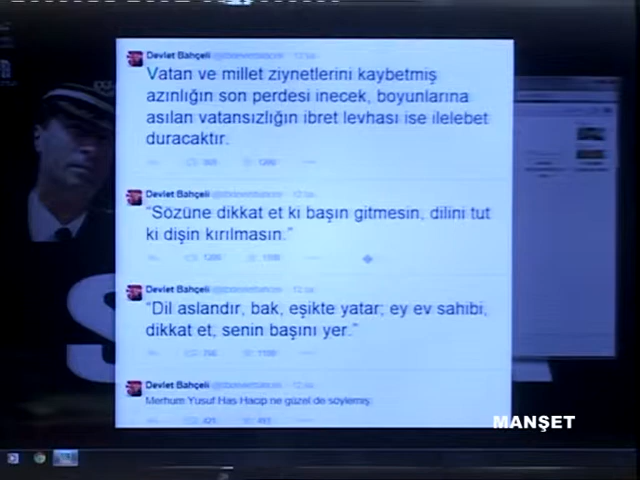 Devlet Bahçeli
Vatan ve millet ziynetlerini kaybetmiş
azınlığın son perdesi inecek, boyunlarına
asılan vatansızlığın ibret levhası ise ilelebet
duracaktır.
Devlet Bahçeli
"Sözüne dikkat et ki başın gitmesin, dilini tut
ki dişin kırılmasın."
Devlet Bahçeli
"Dil aslandır, bak, eşikte yatar; ey ev sahibi,
dikkat et, senin başını yer."
Devlet Bahçeli
Merhum Yusuf Has Hacip ne güzel de söylemiş:
MANŞET